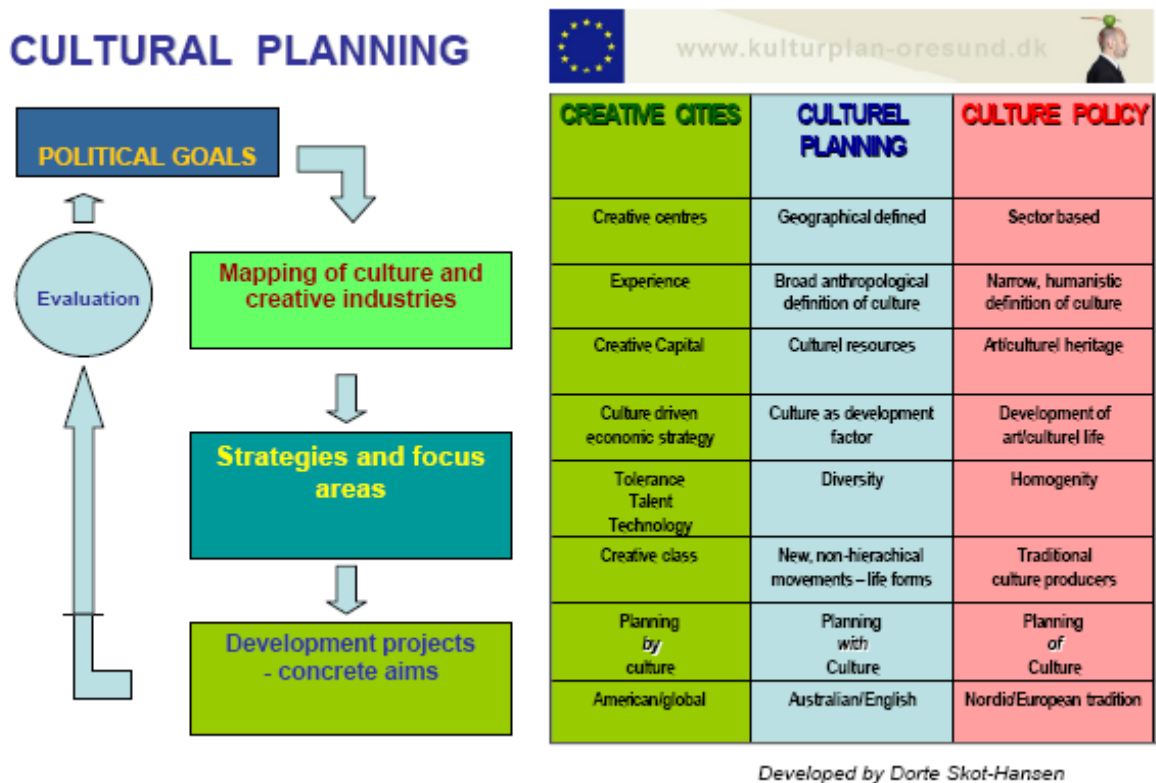 CULTURAL PLANNING
POLITICAL GOALS
Evaluation
Mapping of culture and
creative industries
Strategies and focus
areas
Development projects
- concrete aims
www.kulturplan-oresund.dk
CREATIVE CITIES
CULTUREL
PLANNING
CULTURE POLICY
Creative centres
Geographical defined
Sector based
Experience
Broad anthropological
definition of culture
Narrow, humanistic
definition of culture
Creative Capital
Culturel resources
Art/culturel heritage
Culture driven
economic strategy
Culture as development
factor
Development of
art/culturel life
Tolerance
Talent
Technology
Diversity
Homogenity
Creative class
New, non-hierachical
movements – life forms
Traditional
culture producers
Planning
by
culture
Planning
with
Culture
Planning
of
Culture
American/global
Australian/English
Nordic/European tradition
Developed by Dorte Skot-Hansen